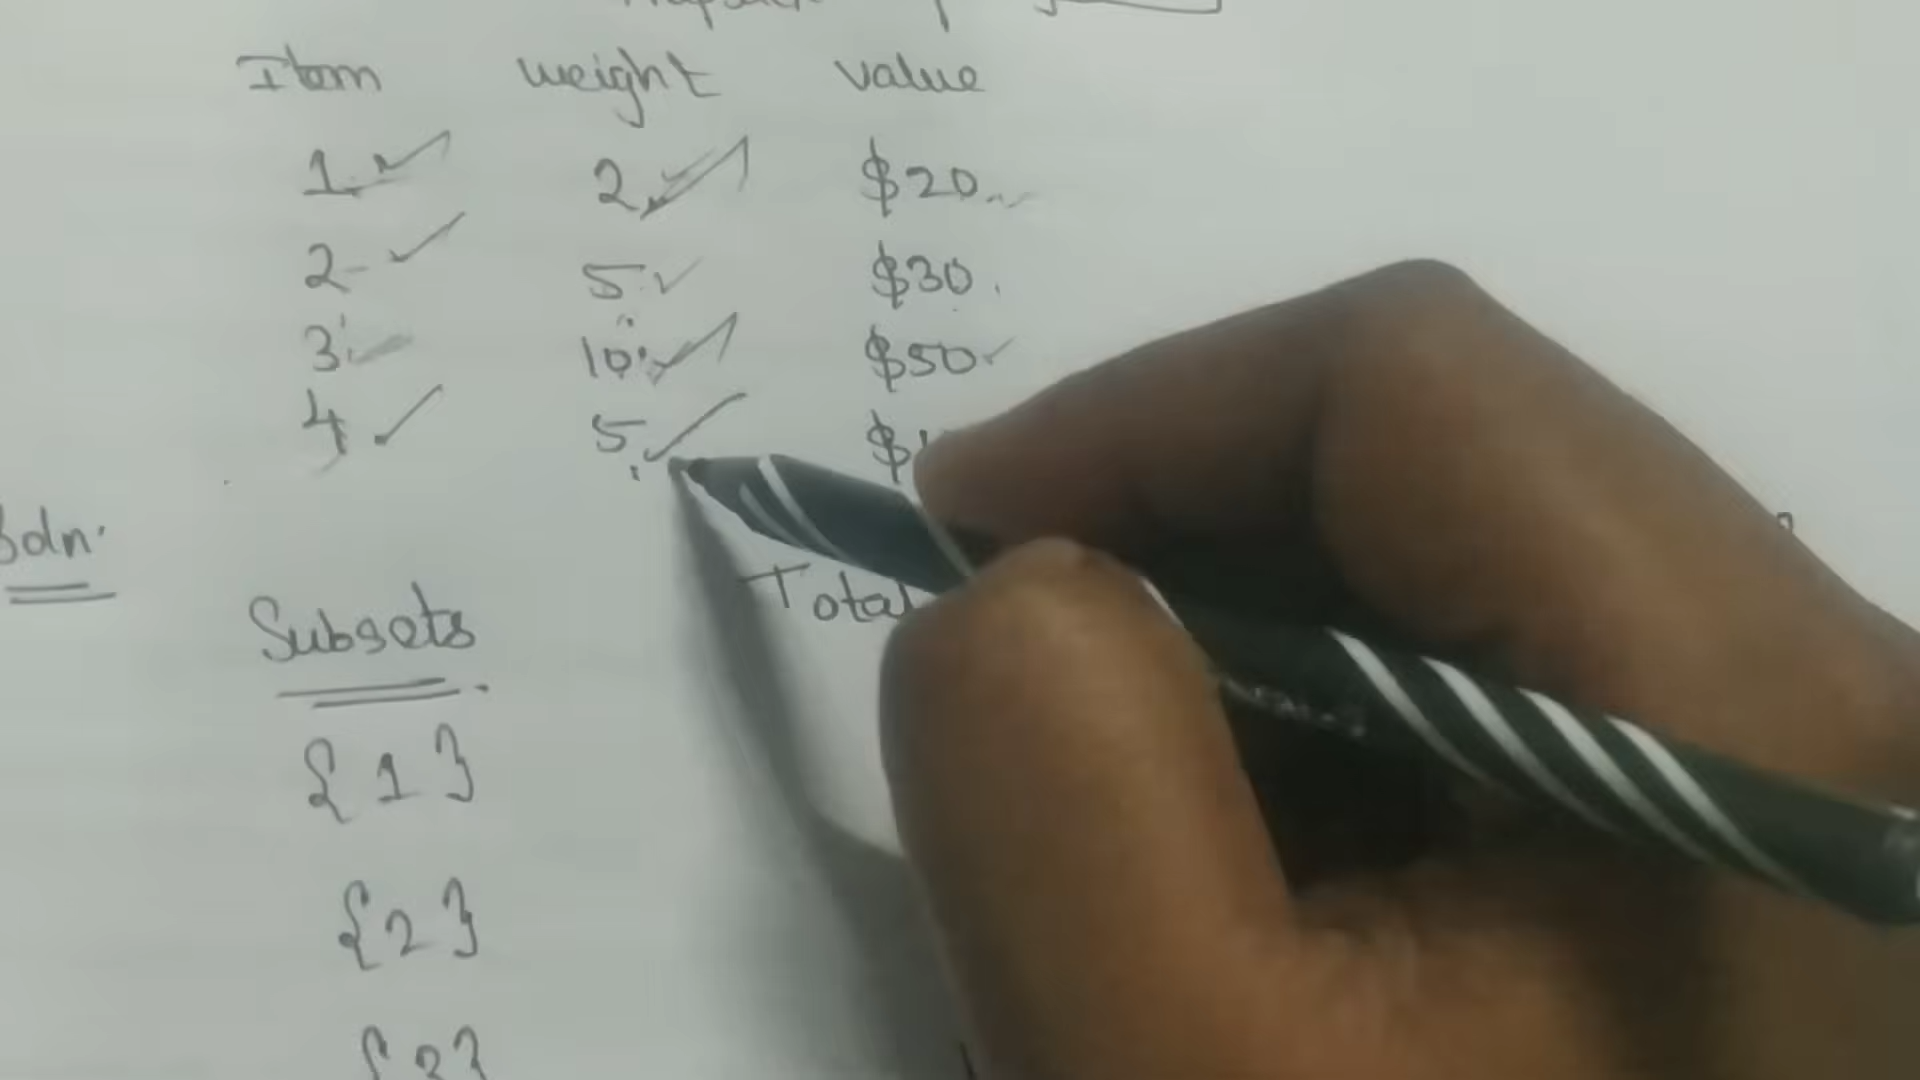 Item weight value
1 2 $20
2 5 $30
3 10 $50
4 5 $
Soln.
Subsets Total
{1}
{2}
{3}